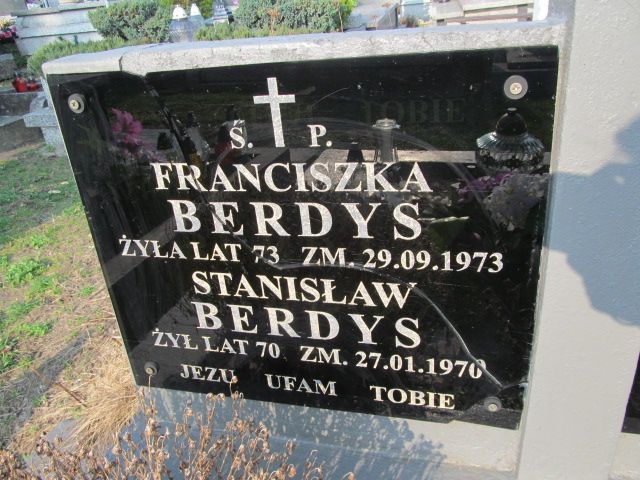 Ś. P.
FRANCISZKA
BERDYS
ŻYŁA LAT 73 ZM. 29.09.1973
STANISŁAW
BERDYS
ŻYŁ LAT 70 ZM. 27.01.1970
JEZU UFAM TOBIE